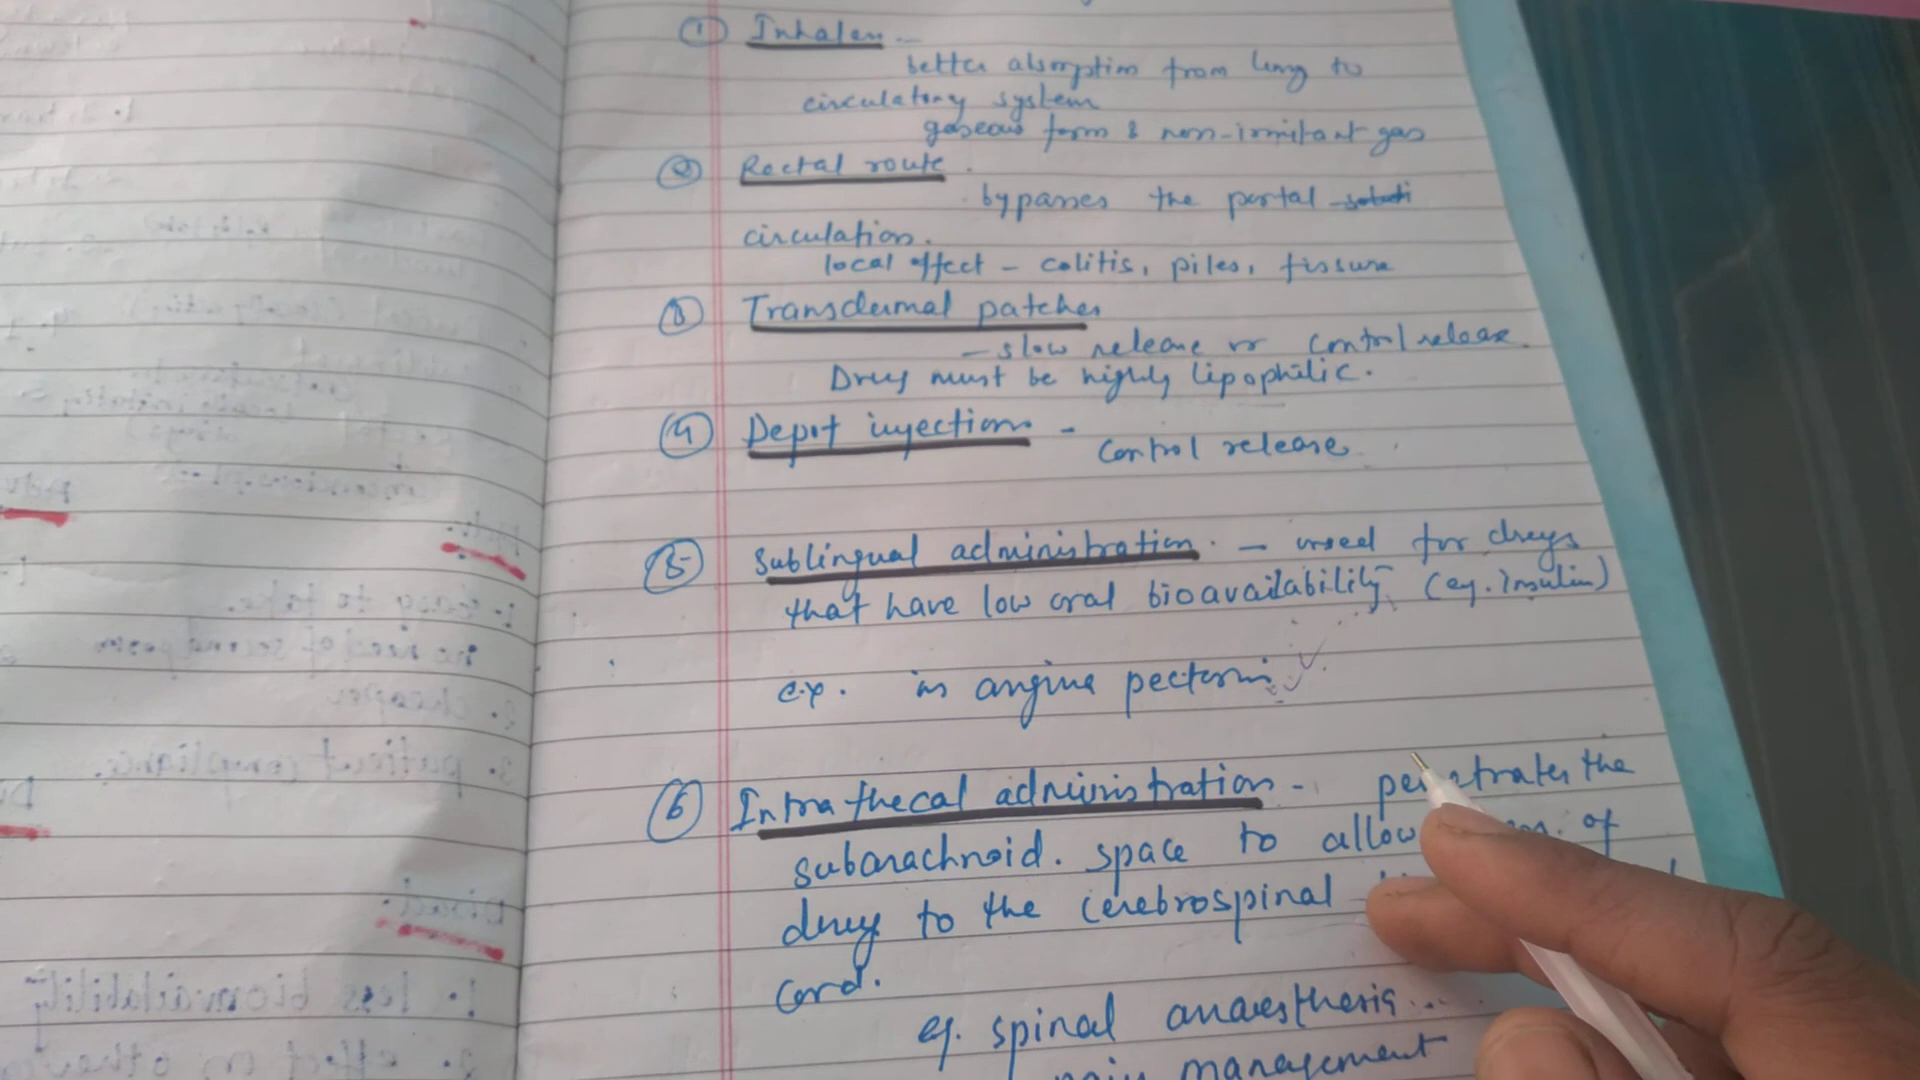 ① Inhalers -
better absorption from lung to
circulatory system
gaseous form & non-irritant gas
② Rectal route.
bypasses the portal
circulation.
local effect - colitis, piles, fissure
③ Transdermal patches
- slow release or control release.
Drug must be highly lipophilic.
④ Depot injections -
control release
⑤ Sublingual administration. - used for drugs
that have low oral bioavailability (eg. insulin)
e.g. in angina pectoris
⑥ Intrathecal administration - penetrates the
subarachnoid. space to allow of
drug to the cerebrospinal
cord.
eg. spinal anaesthesia...
pain management